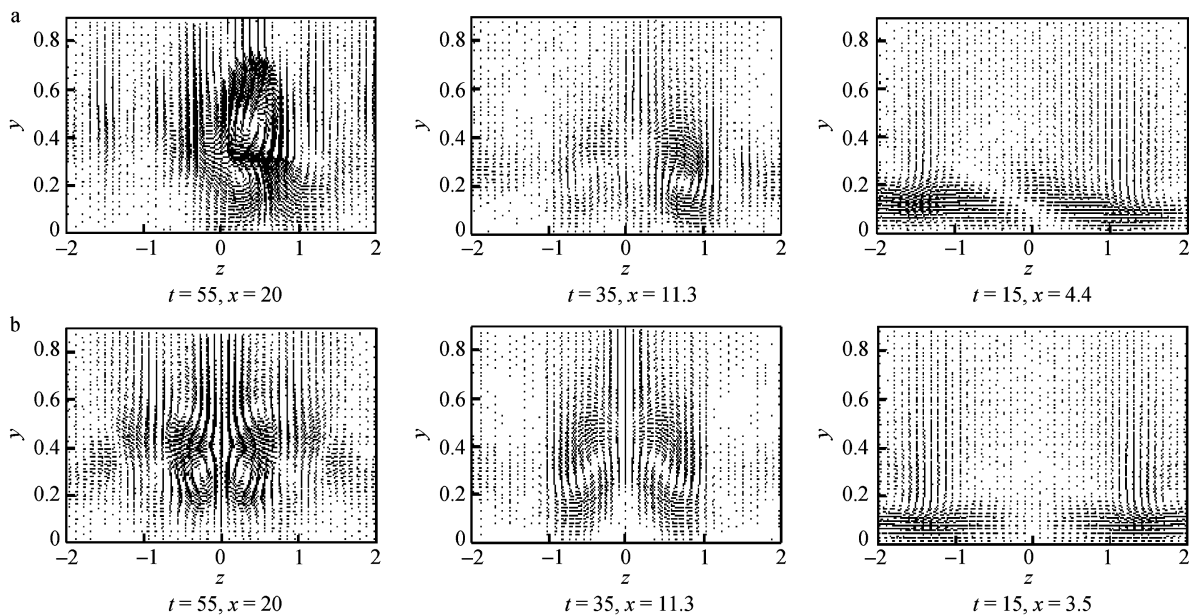 a
y
0.8
0.6
0.4
0.2
0
−2 −1 0 1 2
z
t = 55, x = 20
y
0.8
0.6
0.4
0.2
0
−2 −1 0 1 2
z
t = 35, x = 11.3
y
0.8
0.6
0.4
0.2
0
−2 −1 0 1 2
z
t = 15, x = 4.4
b
y
0.8
0.6
0.4
0.2
0
−2 −1 0 1 2
z
t = 55, x = 20
y
0.8
0.6
0.4
0.2
0
−2 −1 0 1 2
z
t = 35, x = 11.3
y
0.8
0.6
0.4
0.2
0
−2 −1 0 1 2
z
t = 15, x = 3.5